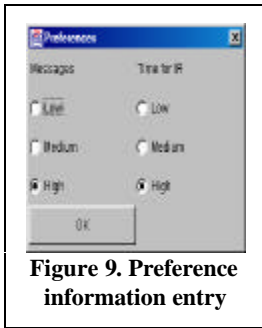 Preferences
Messages Time for IR
Low Low
Medium Medium
High High
OK
Figure 9. Preference
information entry